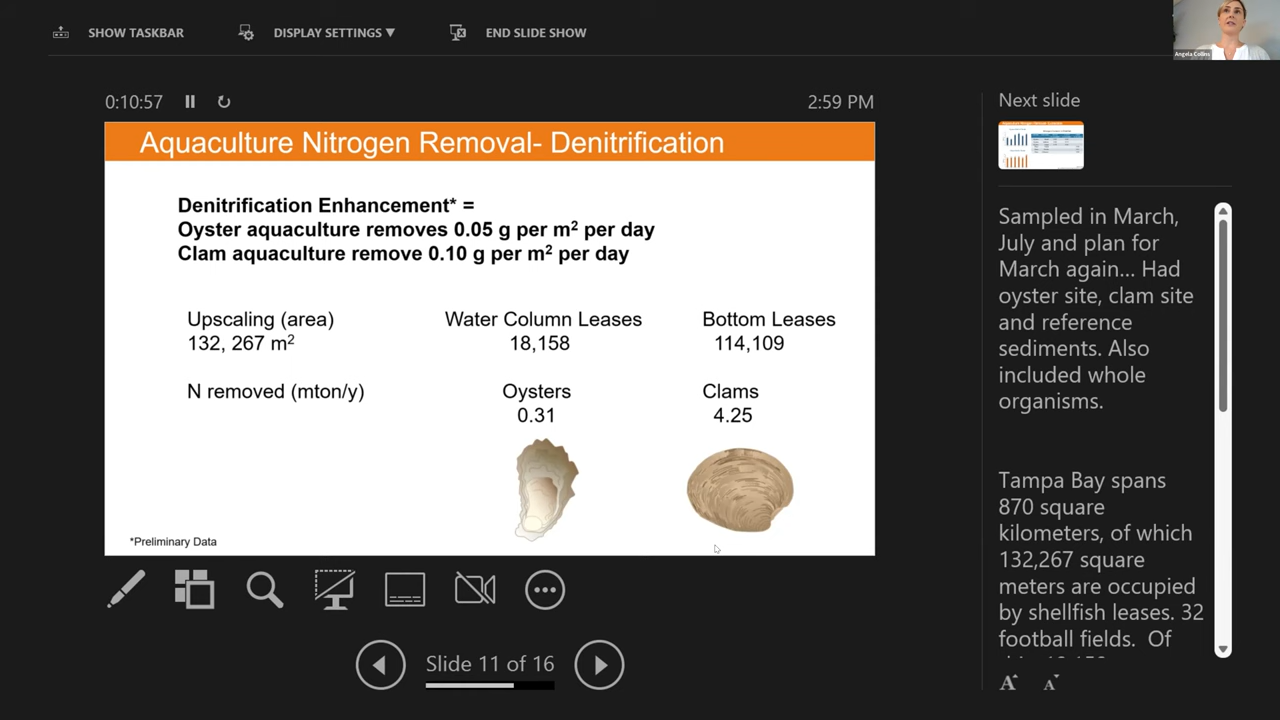 SHOW TASKBAR
DISPLAY SETTINGS ▼
END SLIDE SHOW
Angela Collins
0:10:57
2:59 PM
Aquaculture Nitrogen Removal- Denitrification
Denitrification Enhancement* =
Oyster aquaculture removes 0.05 g per m² per day
Clam aquaculture remove 0.10 g per m² per day
Upscaling (area)
132, 267 m²
Water Column Leases
18,158
Bottom Leases
114,109
N removed (mton/y)
Oysters
0.31
Clams
4.25
*Preliminary Data
Slide 11 of 16
Next slide
Sampled in March,
July and plan for
March again... Had
oyster site, clam site
and reference
sediments. Also
included whole
organisms.
Tampa Bay spans
870 square
kilometers, of which
132,267 square
meters are occupied
by shellfish leases. 32
football fields. Of
A A